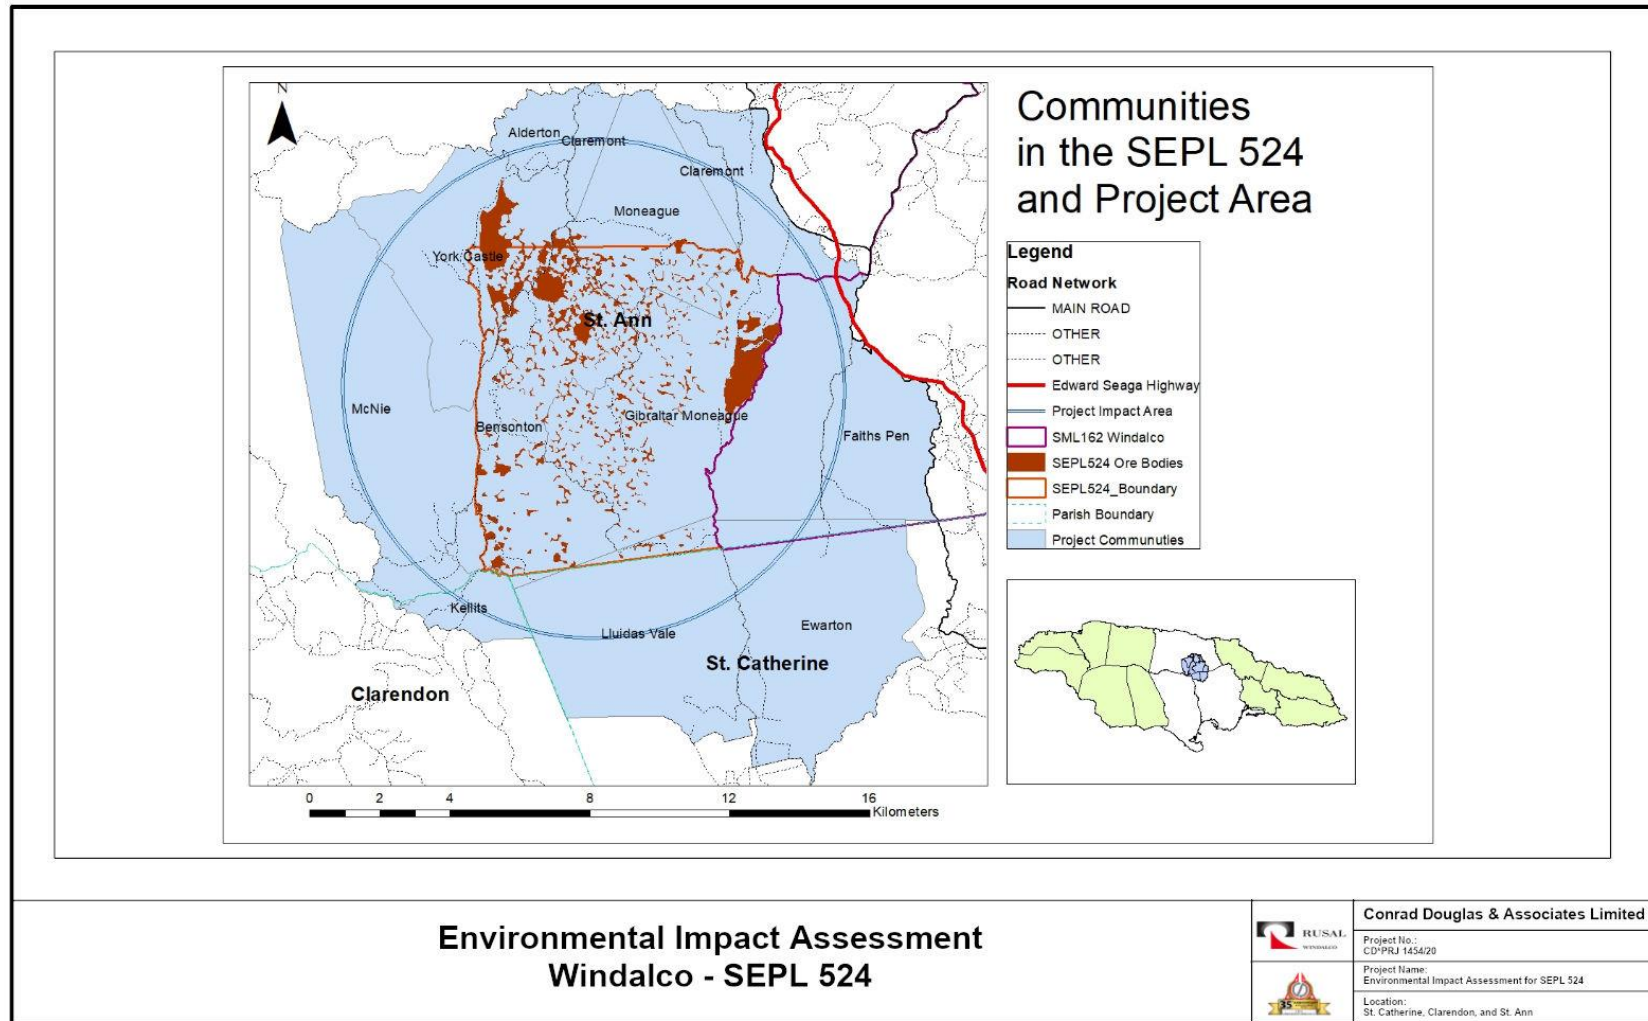 N
Alderton
Claremont
Claremont
Moneague
York Castle
St. Ann
McNie
Bensonton
Gibraltar Moneague
Faiths Pen
Kellits
Lluidas Vale
Ewarton
St. Catherine
Clarendon
0 2 4 8 12 16
Kilometers
Communities
in the SEPL 524
and Project Area
Legend
Road Network
MAIN ROAD
OTHER
OTHER
Edward Seaga Highway
Project Impact Area
SML162 Windalco
SEPL524 Ore Bodies
SEPL524_Boundary
Parish Boundary
Project Communuties
Environmental Impact Assessment
Windalco - SEPL 524
RUSAL
WINDALCO
35
Conrad Douglas & Associates Limited
Project No.:
CD*PRJ 1454/20
Project Name:
Environmental Impact Assessment for SEPL 524
Location:
St. Catherine, Clarendon, and St. Ann